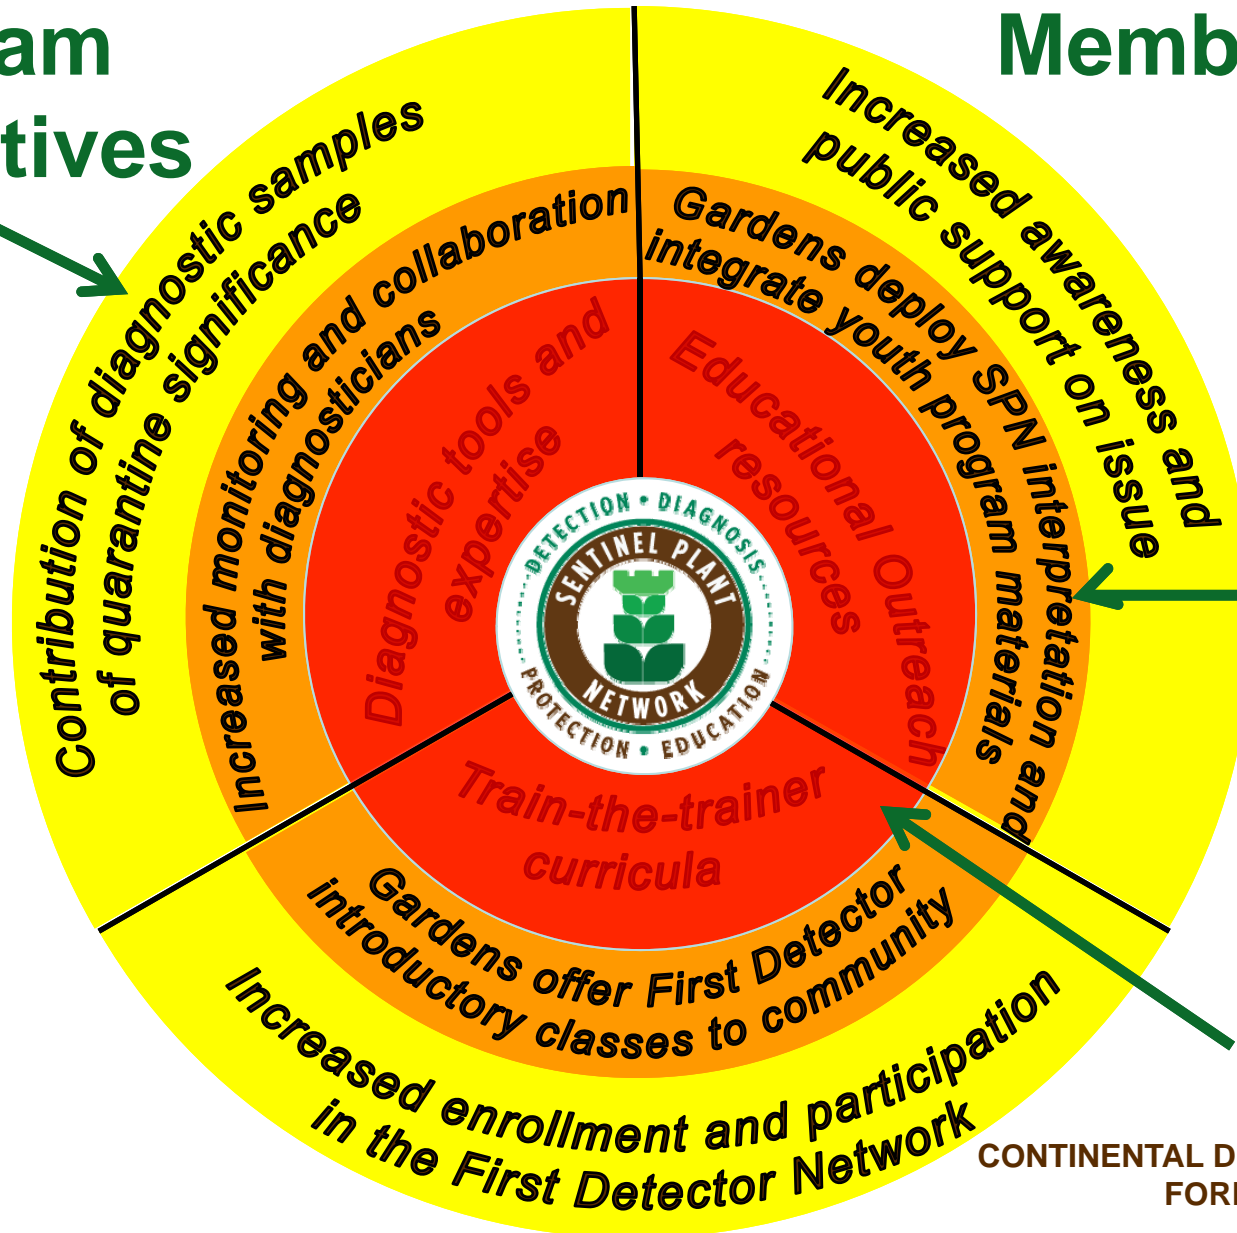 am
tives
Memb
Contribution of diagnostic samples
of quarantine significance
Increased monitoring and collaboration
with diagnosticians
Diagnostic tools and
expertise
Increased awareness and
public support on issue
Gardens deploy SPN interpretation and
integrate youth program materials
Educational Outreach
resources
DETECTION • DIAGNOSIS
SENTINEL PLANT
NETWORK
PROTECTION • EDUCATION
Train-the-trainer
curricula
Gardens offer First Detector
introductory classes to community
Increased enrollment and participation
in the First Detector Network
CONTINENTAL D
FOR